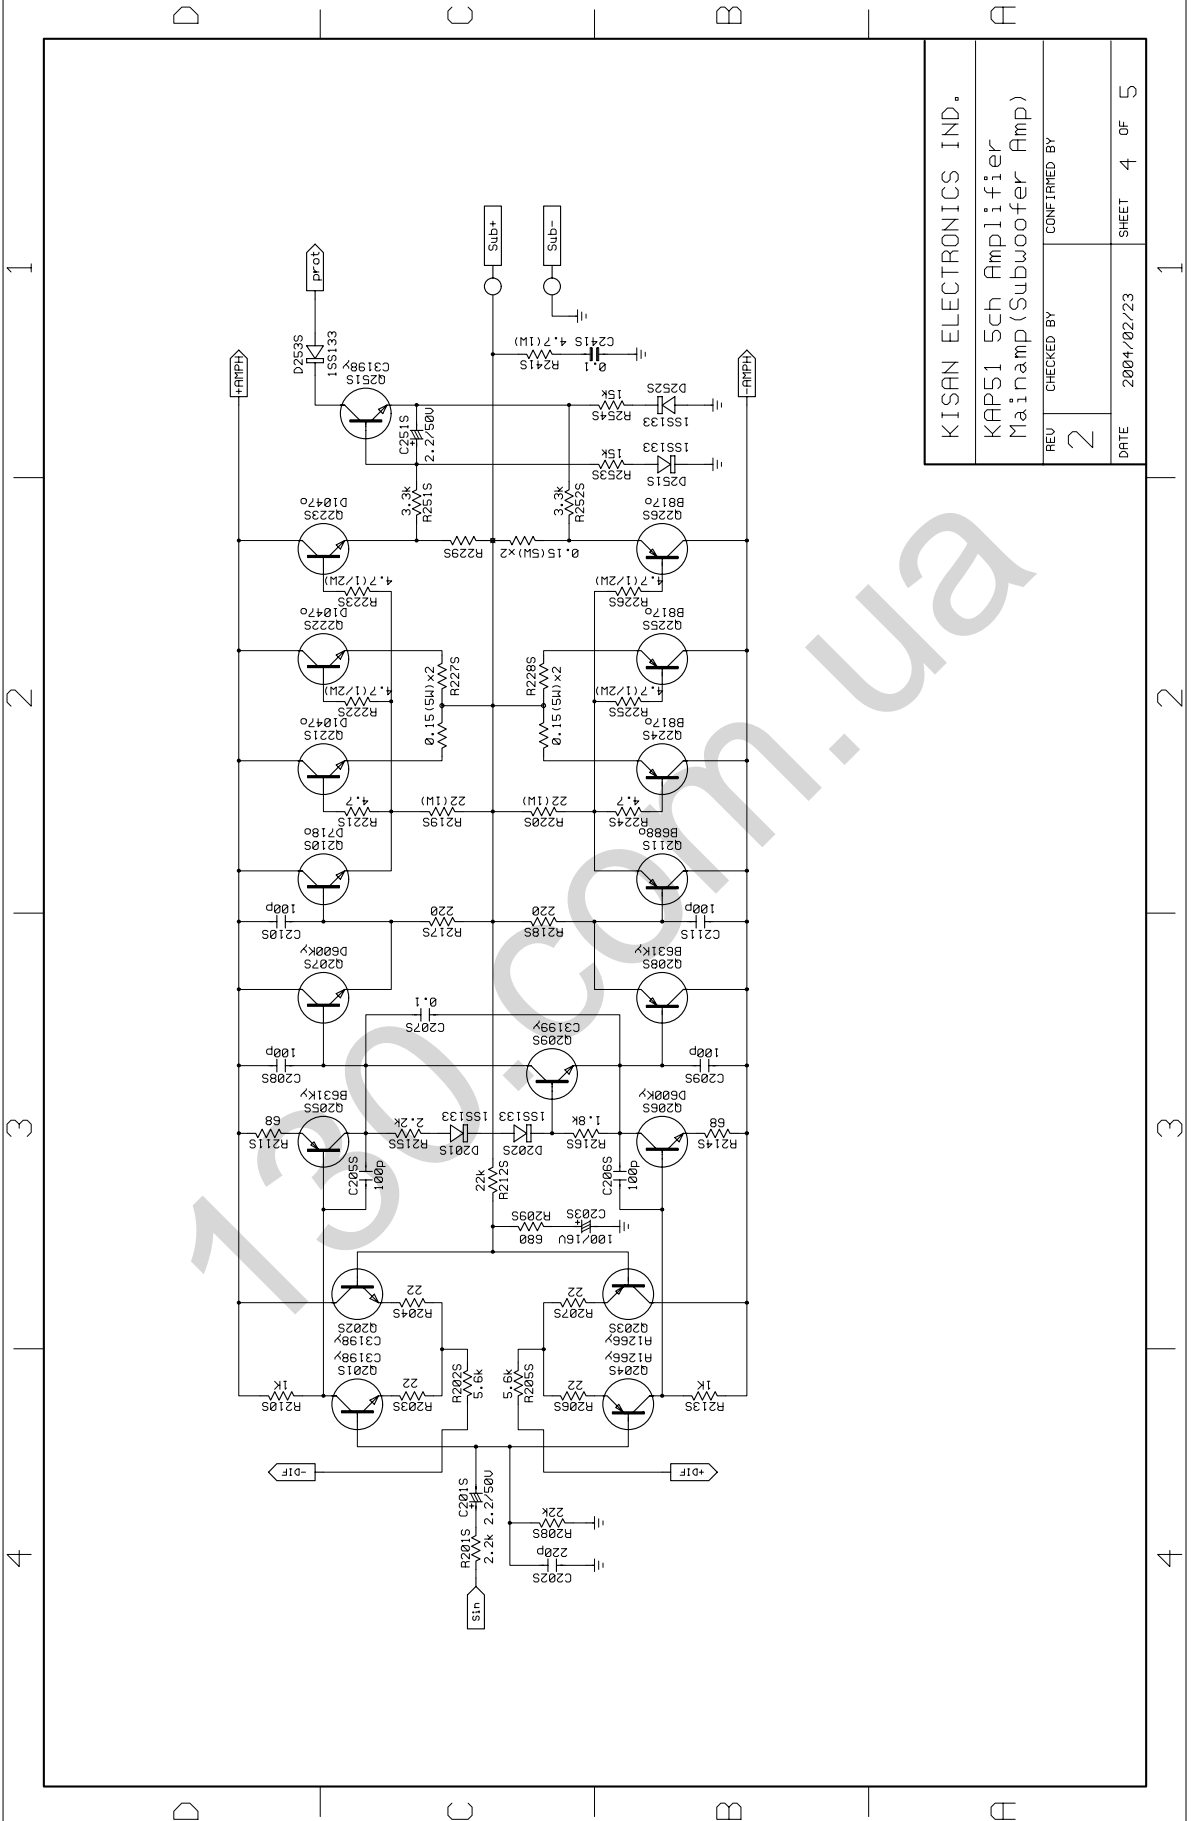 D
C
B
A
1
2
3
4
KISAN ELECTRONICS IND.
KAP51 5ch Amplifier
Mainamp(Subwoofer Amp)
REV
2
CHECKED BY
CONFIRMED BY
DATE
2004/02/23
SHEET 4 OF 5
Sin
R201S
2.2k
C201S
2.2/50V
C202S
220p
R208S
22k
-DIF
+DIF
R210S
1K
Q201S
C3198y
Q202S
C3198y
R203S
22
R204S
22
R202S
5.6k
R205S
5.6k
R206S
22
R207S
22
Q204S
A1266y
Q203S
A1266y
R213S
1K
R209S
680
C203S
100/16V
R212S
22k
R211S
68
Q205S
B631Ky
C205S
100p
R215S
2.2k
D201S
1SS133
D202S
1SS133
R216S
1.8k
C206S
100p
Q206S
D600Ky
R214S
68
C208S
100p
Q209S
C3199y
C209S
100p
C207S
0.1
Q207S
D600Ky
Q208S
B631Ky
C210S
100p
R217S
220
R218S
220
C211S
100p
Q210S
D718o
Q211S
B688o
R221S
4.7
R219S
22(1W)
R220S
22(1W)
R224S
4.7
Q221S
D1047o
Q224S
B817o
R222S
4.7(1/2W)
0.15(5W)x2
R227S
0.15(5W)x2
R228S
R225S
4.7(1/2W)
Q222S
D1047o
Q225S
B817o
R223S
4.7(1/2W)
R226S
4.7(1/2W)
Q223S
D1047o
Q226S
B817o
R229S
0.15(5W)x2
3.3k
R251S
3.3k
R252S
C251S
2.2/50V
Q251S
C3198y
R253S
15k
D251S
1SS133
R254S
15k
D252S
1SS133
D253S
1SS133
prot
+AMPH
-AMPH
R241S
4.7(1W)
C241S
0.1
Sub+
Sub-
1
2
3
4
D
C
B
A
130.com.ua